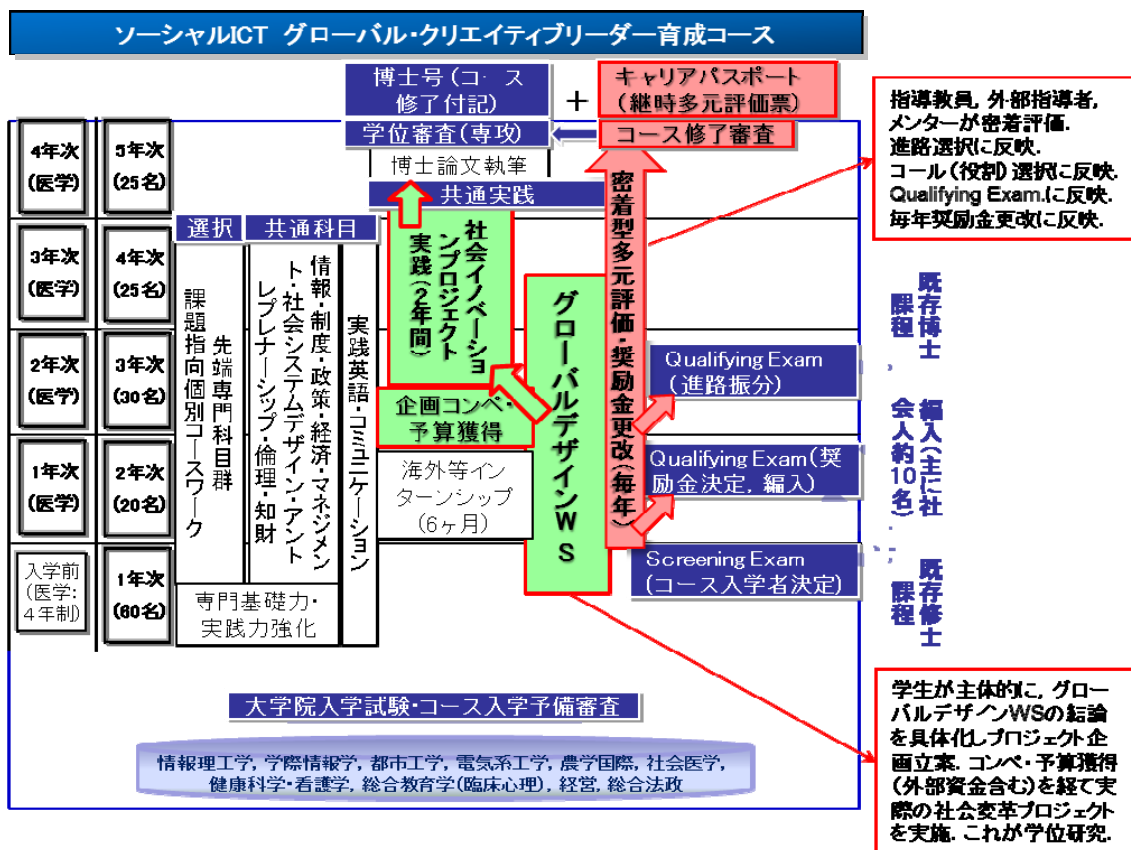 ソーシャルICT グローバル・クリエイティブリーダー育成コース
博士号(コース
修了付記)
+
キャリアパスポート
(継時多元評価票)
学位審査(専攻)
コース修了審査
博士論文執筆
共通実践
4年次
(医学)
5年次
(25名)
3年次
(医学)
4年次
(25名)
2年次
(医学)
3年次
(30名)
1年次
(医学)
2年次
(20名)
入学前
(医学:
4年制)
1年次
(60名)
選択
共通科目
先端専門科目群
課題指向個別コースワーク
情報・制度・政策・経済・マネジメン
ト・社会システムデザイン・アント
レプレナーシップ・倫理・知財
実践英語・コミュニケーション
専門基礎力・
実践力強化
社会イノベーショ
ンプロジェクト
実践(2年間)
企画コンペ・
予算獲得
海外等イン
ターンシップ
(6ヶ月)
グローバルデザインWS
密着型多元評価・奨励金更改(毎年)
Qualifying Exam
(進路振分)
Qualifying Exam(奨
励金決定, 編入)
Screening Exam
(コース入学者決定)
既存博士
課程
編入(主に社
会人約10名)
既存修士
課程
指導教員, 外部指導者,
メンターが密着評価.
進路選択に反映.
コール(役割)選択に反映.
Qualifying Exam.に反映.
毎年奨励金更改に反映.
学生が主体的に, グロー
バルデザインWSの結論
を具体化しプロジェクト企
画立案. コンペ・予算獲得
(外部資金含む)を経て実
際の社会変革プロジェクト
を実施. これが学位研究.
大学院入学試験・コース入学予備審査
情報理工学, 学際情報学, 都市工学, 電気系工学, 農学国際, 社会医学,
健康科学・看護学, 総合教育学(臨床心理), 経営, 総合法政